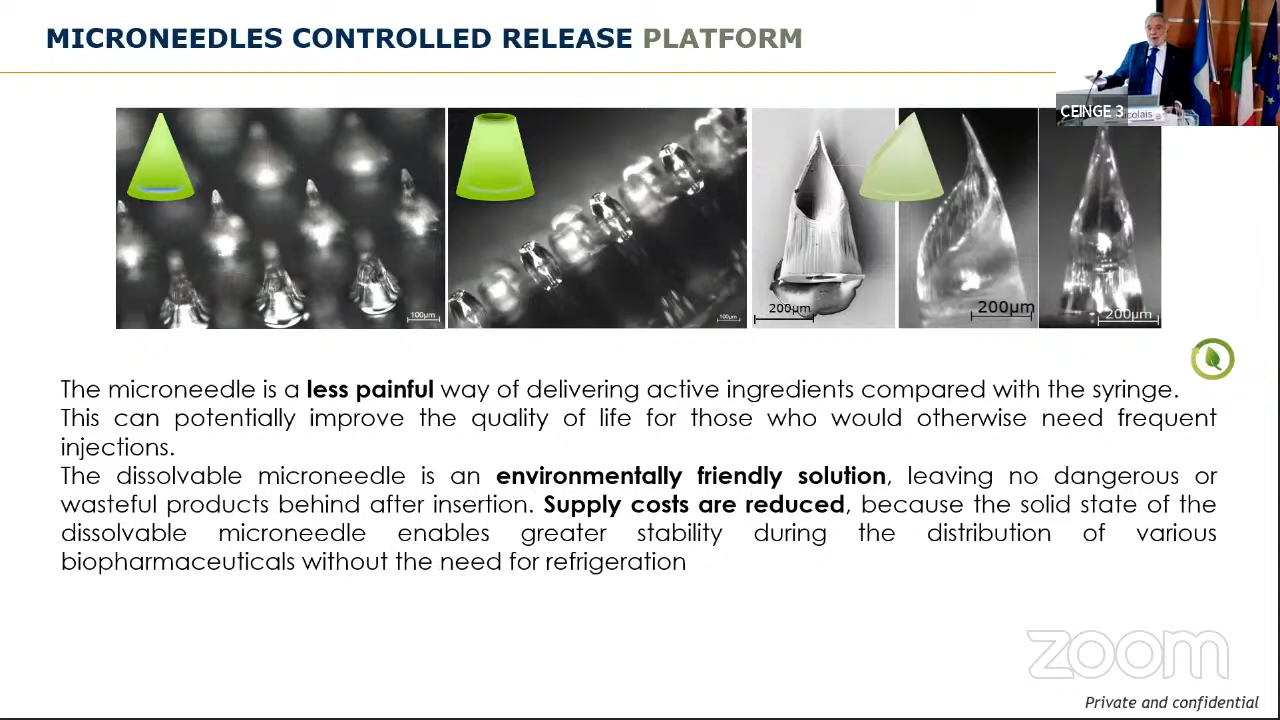 MICRONEEDLES CONTROLLED RELEASE PLATFORM
CEINGE 3
colais
100µm
100µm
200µm
200µm
200µm
The microneedle is a less painful way of delivering active ingredients compared with the syringe.
This can potentially improve the quality of life for those who would otherwise need frequent
injections.
The dissolvable microneedle is an environmentally friendly solution, leaving no dangerous or
wasteful products behind after insertion. Supply costs are reduced, because the solid state of the
dissolvable microneedle enables greater stability during the distribution of various
biopharmaceuticals without the need for refrigeration
zoom
Private and confidential